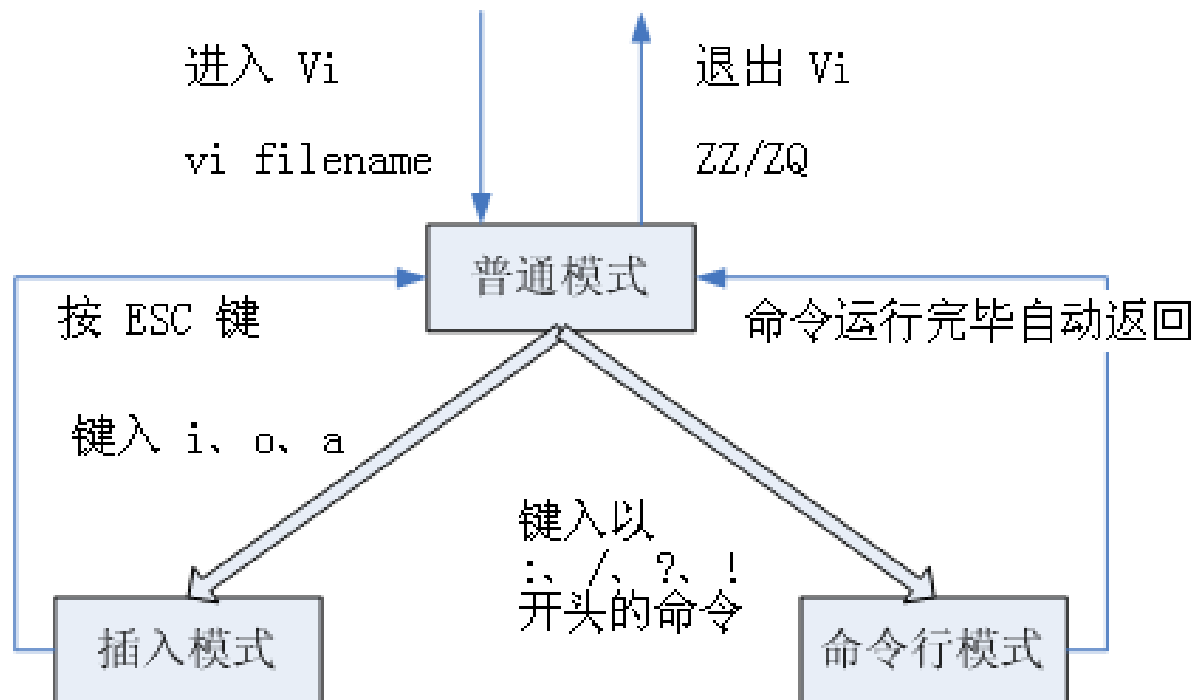 进入 Vi
退出 Vi
vi filename
ZZ/ZQ
普通模式
按 ESC 键
命令运行完毕自动返回
键入 i、o、a
键入以
:、/、?、!
开头的命令
插入模式
命令行模式